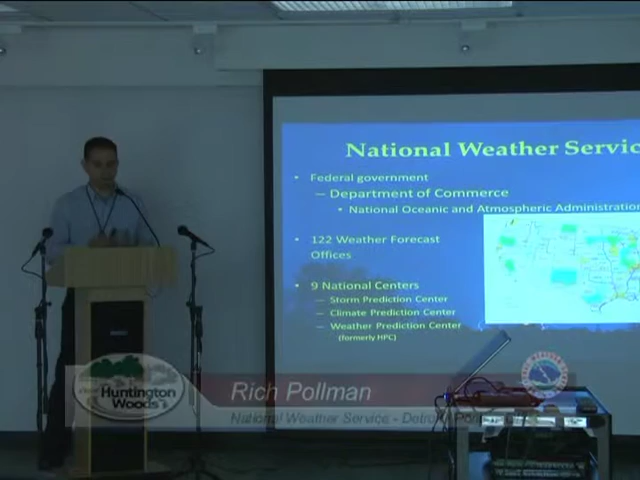 National Weather Servic
• Federal government
– Department of Commerce
• National Oceanic and Atmospheric Administration
• 122 Weather Forecast
Offices
• 9 National Centers
– Storm Prediction Center
– Climate Prediction Center
– Weather Prediction Center
(formerly HPC)
Huntington
Woods
Rich Pollman
National Weather Service - Detroit